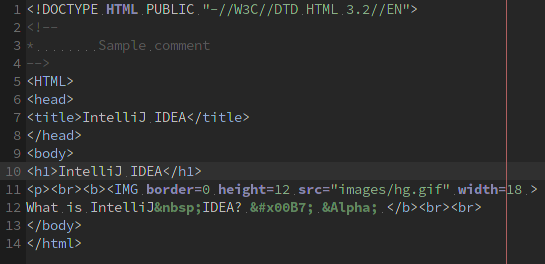 1 <!DOCTYPE HTML PUBLIC "-//W3C//DTD HTML 3.2//EN">
2 <!--
3 *........Sample comment
4 -->
5 <HTML>
6 <head>
7 <title>IntelliJ IDEA</title>
8 </head>
9 <body>
10 <h1>IntelliJ IDEA</h1>
11 <p><br><b><IMG border=0 height=12 src="images/hg.gif" width=18 >
12 What is IntelliJ&nbsp;IDEA? &#x00B7; &Alpha; </b><br><br>
13 </body>
14 </html>